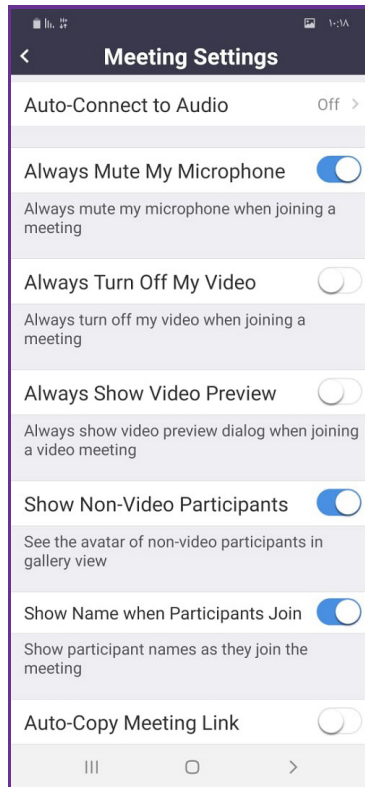 ١٠:١٨
Meeting Settings
Auto-Connect to Audio Off
Always Mute My Microphone
Always mute my microphone when joining a
meeting
Always Turn Off My Video
Always turn off my video when joining a
meeting
Always Show Video Preview
Always show video preview dialog when joining
a video meeting
Show Non-Video Participants
See the avatar of non-video participants in
gallery view
Show Name when Participants Join
Show participant names as they join the
meeting
Auto-Copy Meeting Link